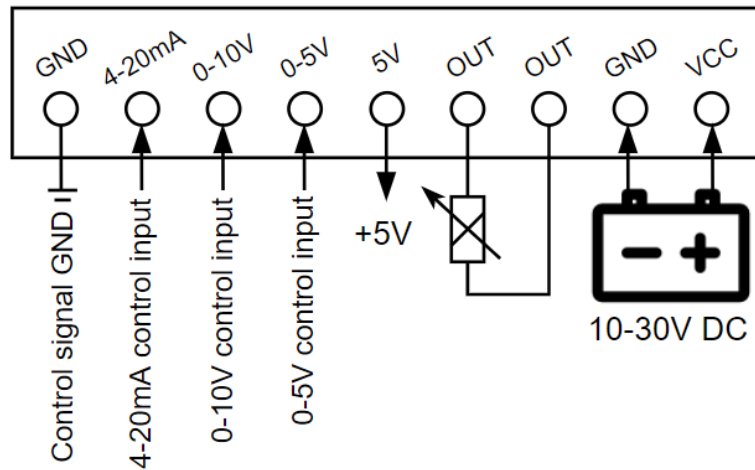 GND
4-20mA
0-10V
0-5V
5V
OUT
OUT
GND
VCC
Control signal GND
4-20mA control input
0-10V control input
0-5V control input
+5V
10-30V DC